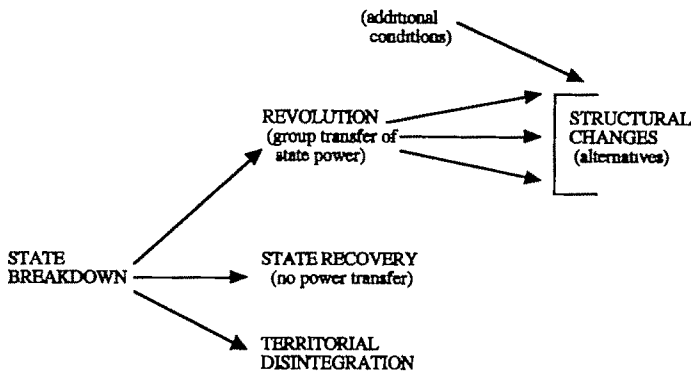 (additional
conditions)
REVOLUTION
(group transfer of
state power)
STRUCTURAL
CHANGES
(alternatives)
STATE
BREAKDOWN
STATE RECOVERY
(no power transfer)
TERRITORIAL
DISINTEGRATION